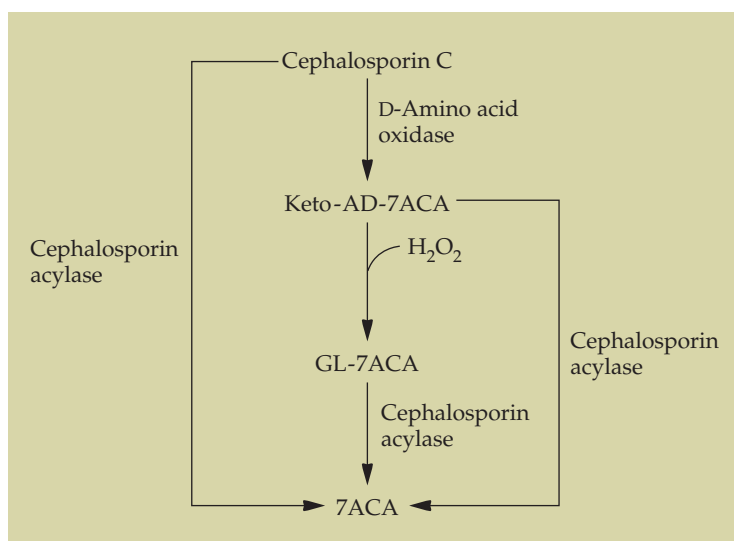 Cephalosporin C
D-Amino acid
oxidase
Keto-AD-7ACA
H₂O₂
Cephalosporin
acylase
Cephalosporin
acylase
GL-7ACA
Cephalosporin
acylase
7ACA